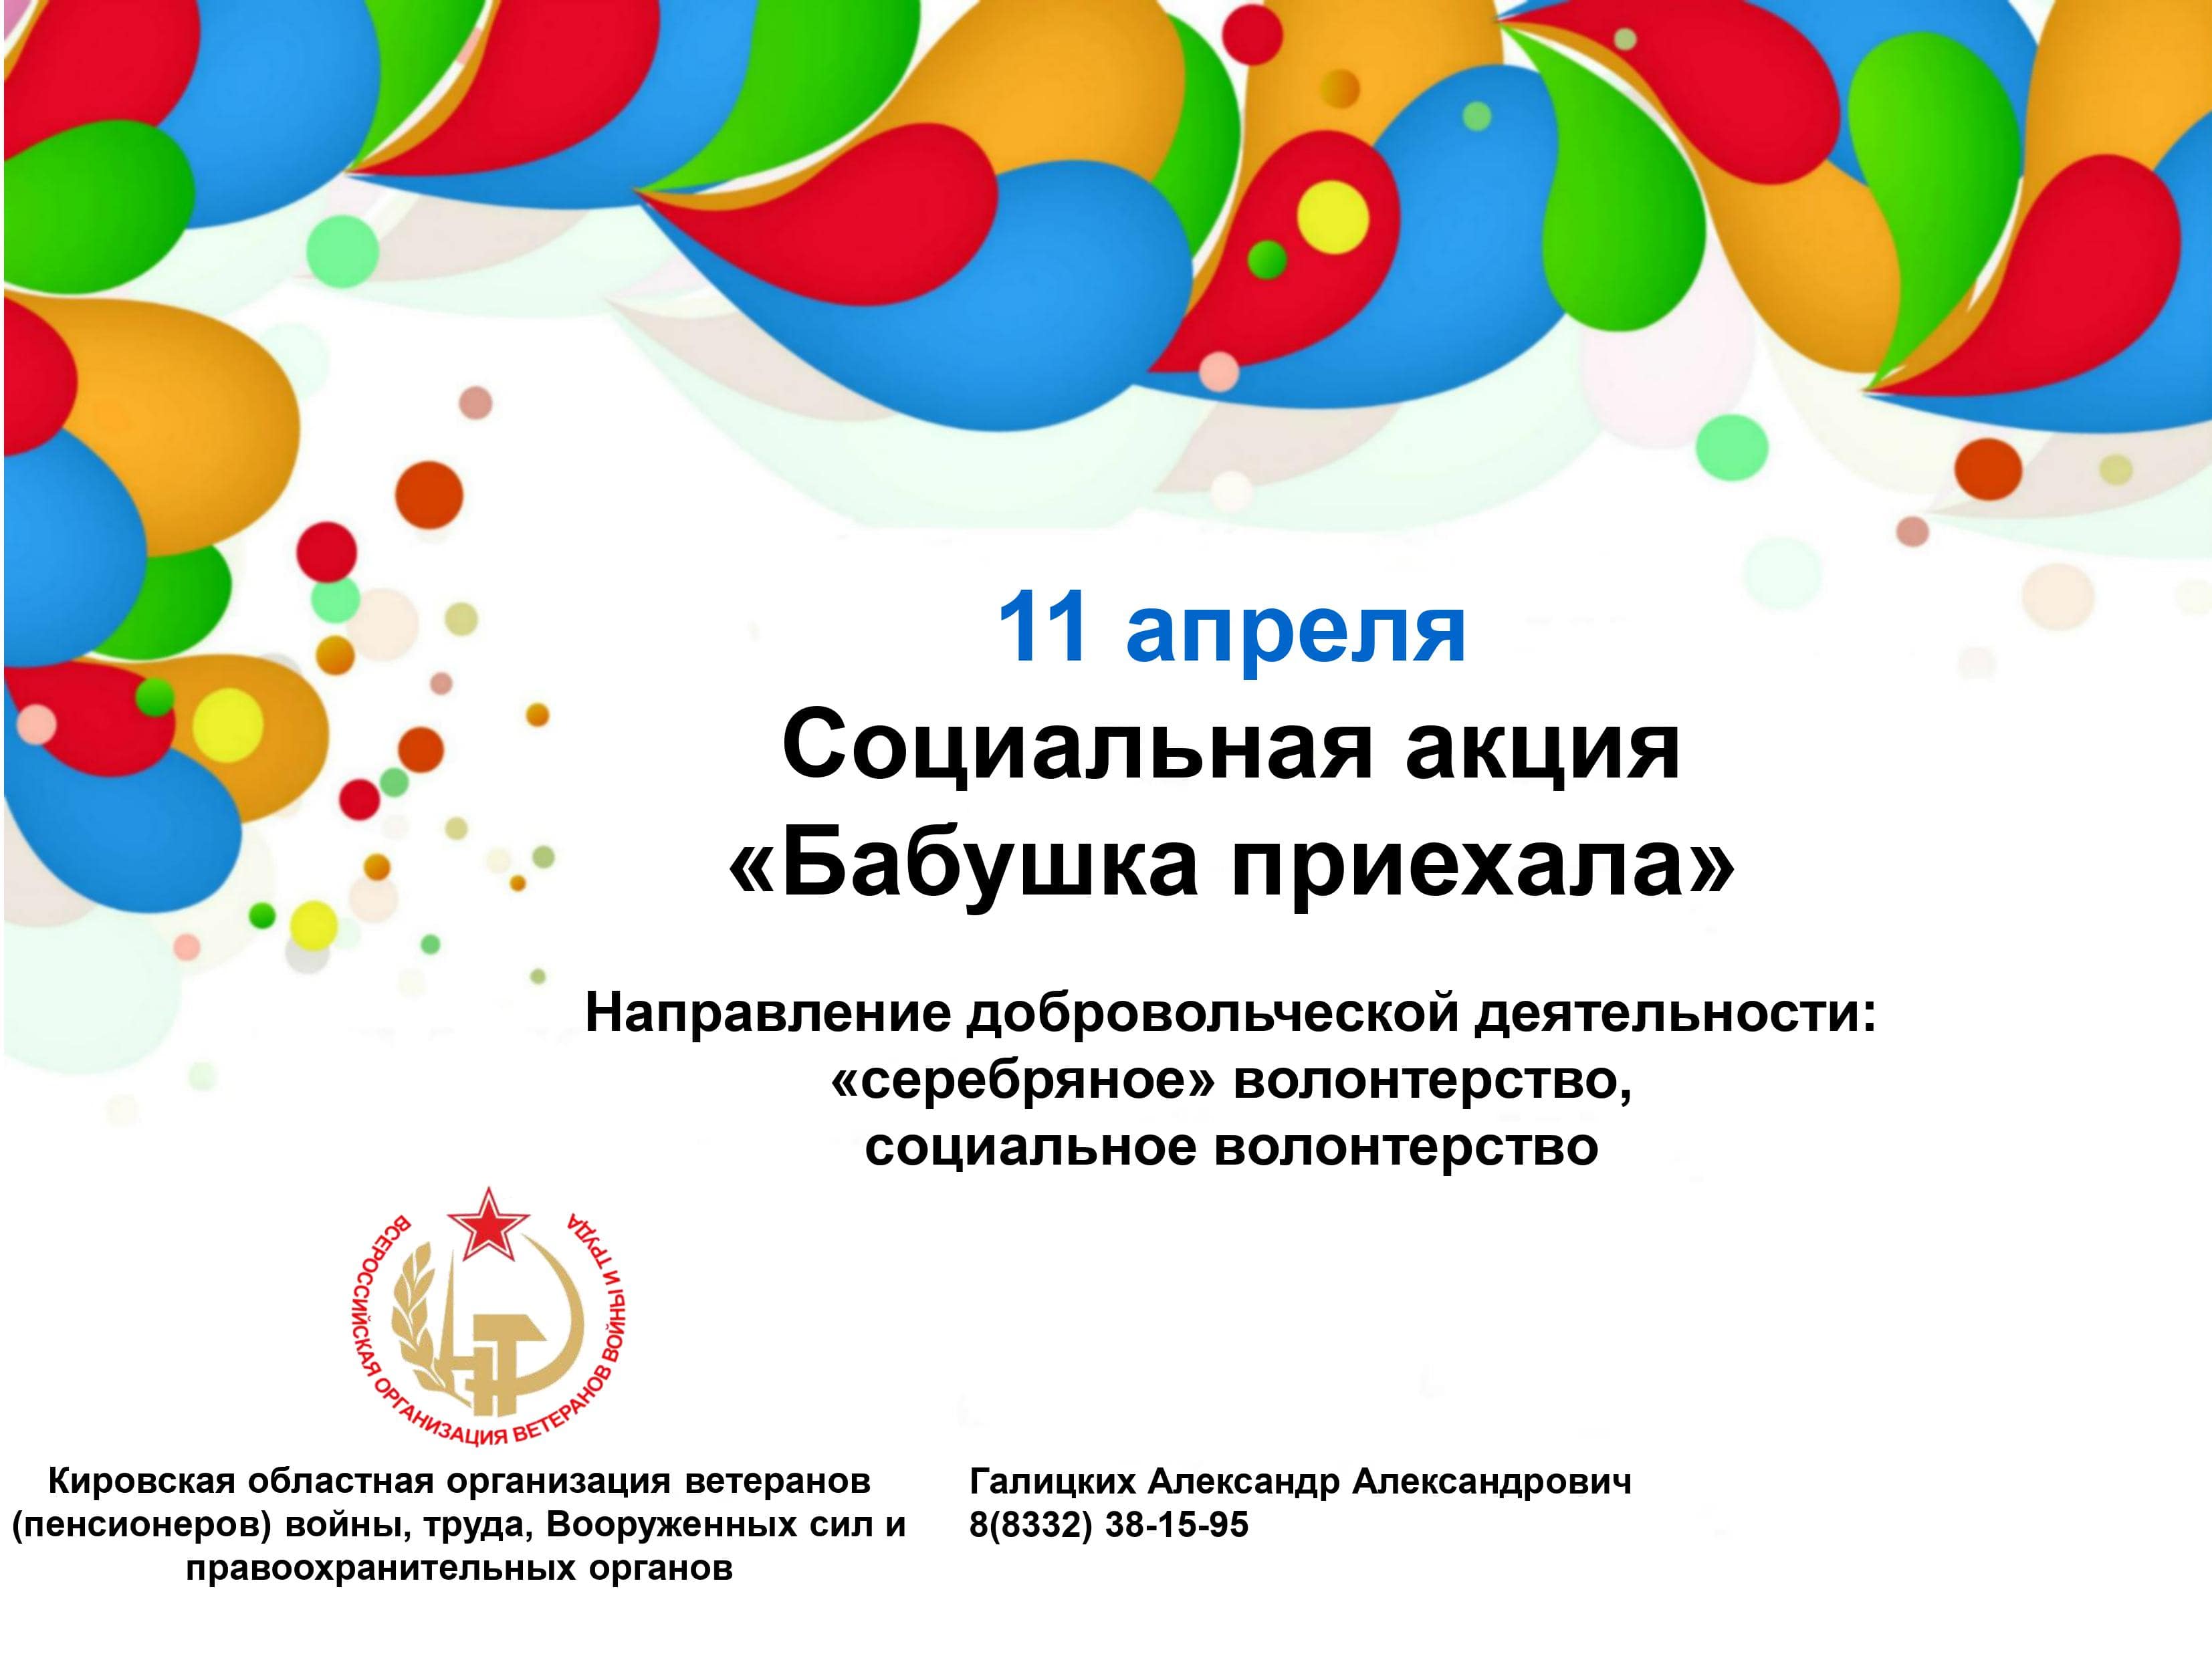 11 апреля
Социальная акция
«Бабушка приехала»
Направление добровольческой деятельности:
«серебряное» волонтерство,
социальное волонтерство
ВСЕРОССИЙСКАЯ ОРГАНИЗАЦИЯ ВЕТЕРАНОВ ВОЙНЫ И ТРУДА
Кировская областная организация ветеранов
(пенсионеров) войны, труда, Вооруженных сил и
правоохранительных органов
Галицких Александр Александрович
8(8332) 38-15-95